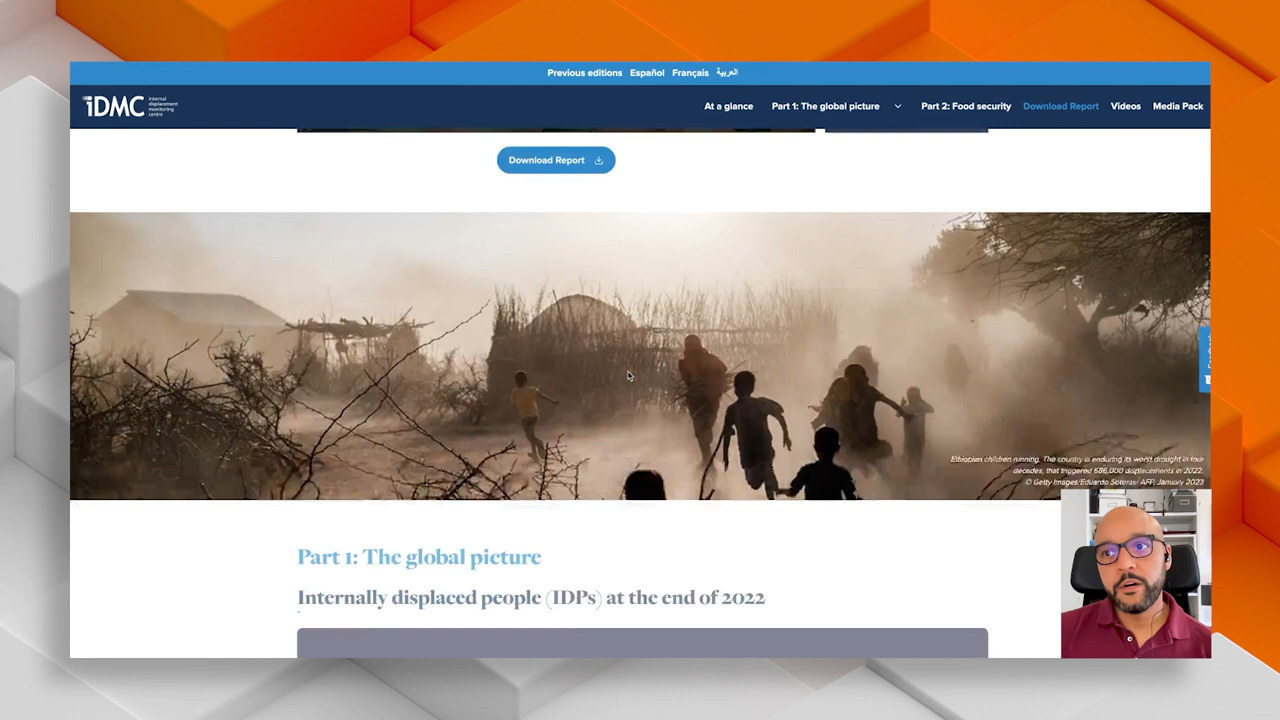 Previous editions Español Français العربية
iDMC internal displacement monitoring centre
At a glance Part 1: The global picture Part 2: Food security Download Report Videos Media Pack
Download Report
Ethiopian children running. The country is enduring its worst drought in four
decades, that triggered 686,000 displacements in 2022.
© Getty Images/Eduardo Soteras- AFP, January 2023
Part 1: The global picture
Internally displaced people (IDPs) at the end of 2022